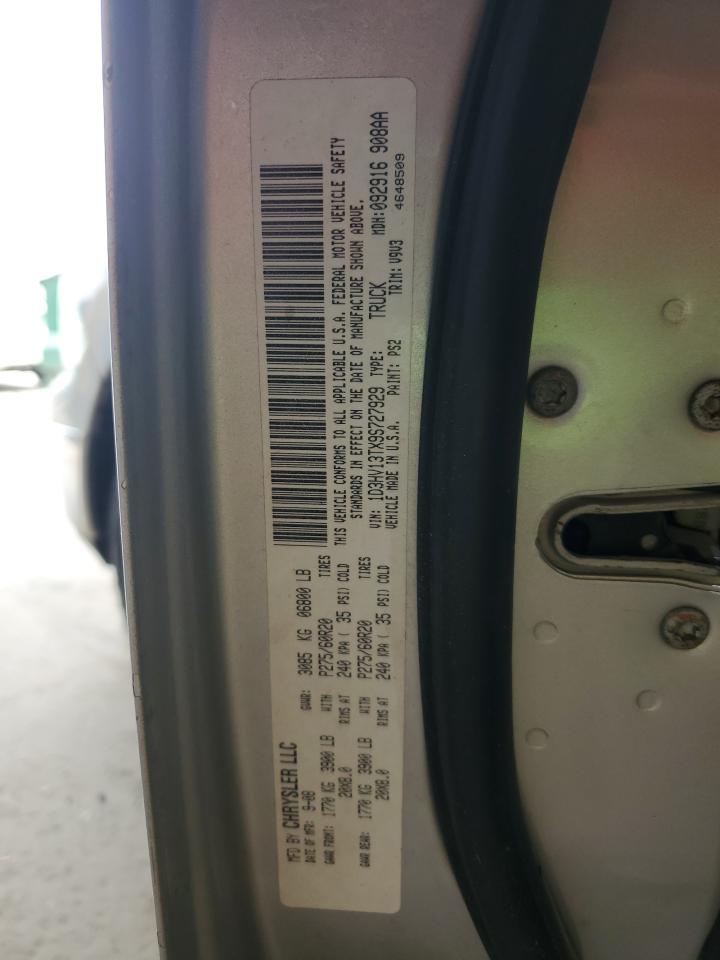 MFD BY CHRYSLER LLC
DATE OF MFR: 9-08
GVWR: 3085 KG 06800 LB
GAWR FRONT: 1770 KG 3900 LB WITH P275/60R20 TIRES
20X8.0 RIMS AT 240 KPA ( 35 PSI) COLD
GAWR REAR: 1770 KG 3900 LB WITH P275/60R20 TIRES
20X8.0 RIMS AT 240 KPA ( 35 PSI) COLD
THIS VEHICLE CONFORMS TO ALL APPLICABLE U.S.A. FEDERAL MOTOR VEHICLE SAFETY
STANDARDS IN EFFECT ON THE DATE OF MANUFACTURE SHOWN ABOVE.
VIN: 1D3HV13TX9S727929 TYPE: TRUCK MDH:092916 908AA
VEHICLE MADE IN U.S.A. PAINT: PS2 TRIM: V9V3 4648509